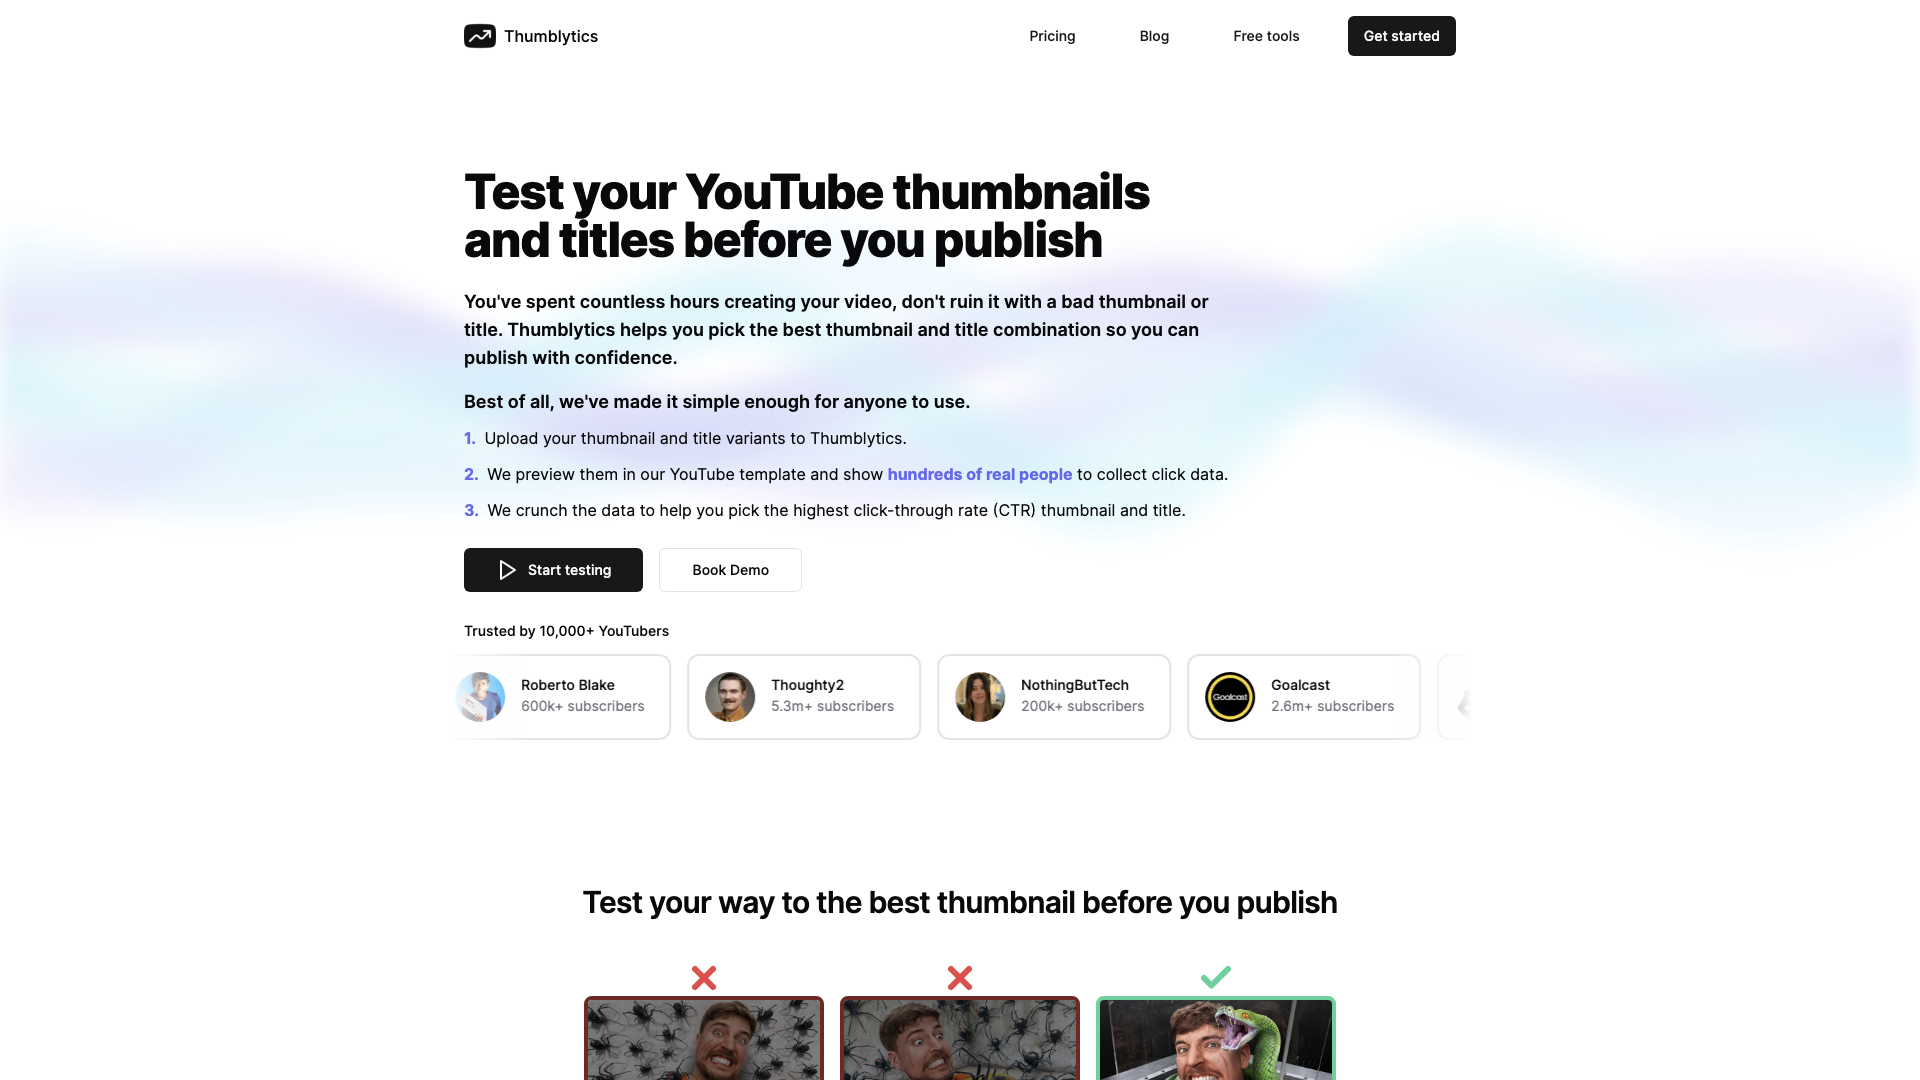 Thumblytics
Pricing
Blog
Free tools
Get started
Test your YouTube thumbnails
and titles before you publish
You've spent countless hours creating your video, don't ruin it with a bad thumbnail or
title. Thumblytics helps you pick the best thumbnail and title combination so you can
publish with confidence.
Best of all, we've made it simple enough for anyone to use.
1. Upload your thumbnail and title variants to Thumblytics.
2. We preview them in our YouTube template and show hundreds of real people to collect click data.
3. We crunch the data to help you pick the highest click-through rate (CTR) thumbnail and title.
Start testing
Book Demo
Trusted by 10,000+ YouTubers
Roberto Blake
600k+ subscribers
Thoughty2
5.3m+ subscribers
NothingButTech
200k+ subscribers
Goalcast
Goalcast
2.6m+ subscribers
Test your way to the best thumbnail before you publish